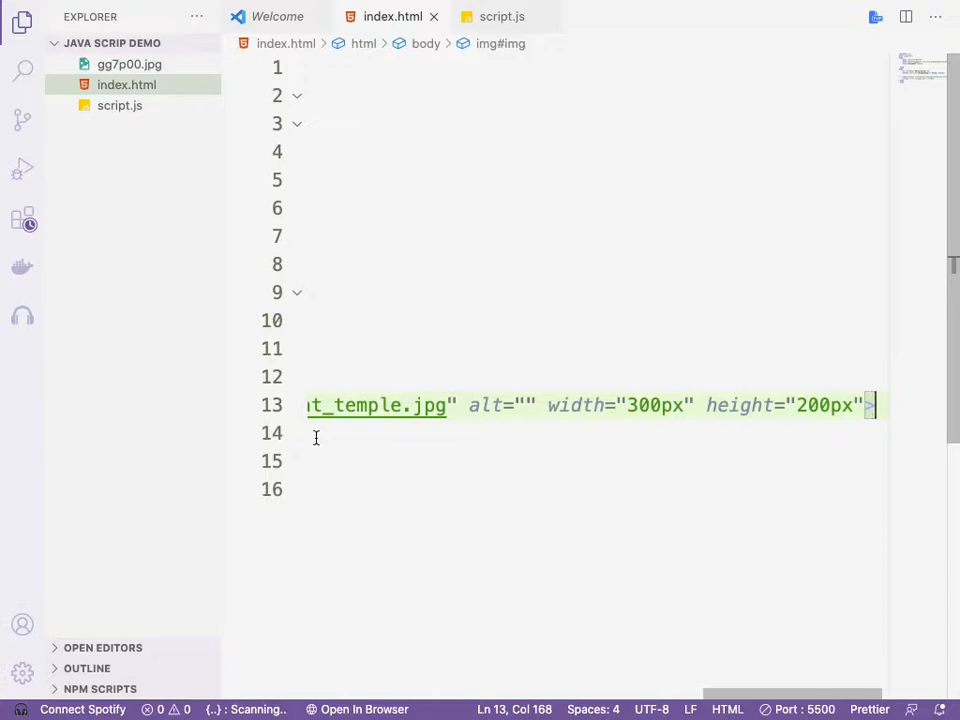 EXPLORER
JAVA SCRIP DEMO
gg7p00.jpg
index.html
script.js
Welcome
index.html
script.js
index.html > html > body > img#img
1
2
3
4
5
6
7
8
9
10
11
12
13 nt_temple.jpg" alt="" width="300px" height="200px">
14
15
16
OPEN EDITORS
OUTLINE
NPM SCRIPTS
Connect Spotify 0 0 {..} : Scanning.. Open In Browser Ln 13, Col 168 Spaces: 4 UTF-8 LF HTML Port : 5500 Prettier